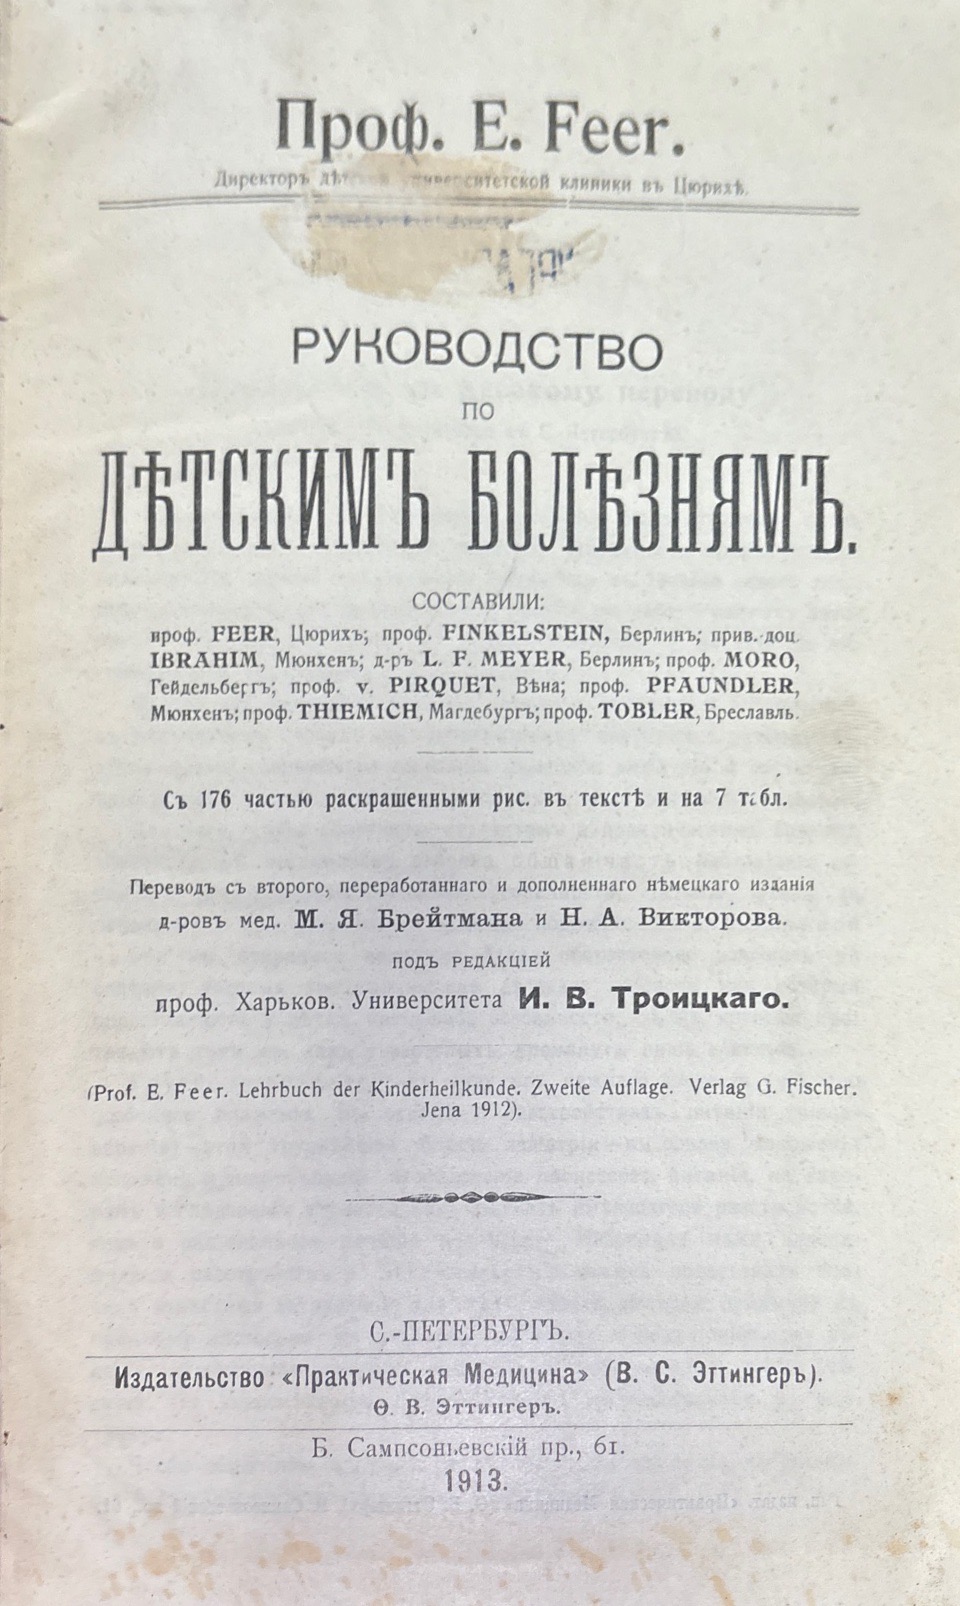 Проф. E. Feer.
Директоръ дѣтской университетской клиники въ Цюрихѣ.
РУКОВОДСТВО
ПО
ДѢТСКИМЪ БОЛѢЗНЯМЪ.
СОСТАВИЛИ:
проф. FEER, Цюрихъ; проф. FINKELSTEIN, Берлинъ; прив.-доц.
IBRAHIM, Мюнхенъ; д-ръ L. F. MEYER, Берлинъ; проф. MORO,
Гейдельбергъ; проф. v. PIRQUET, Вѣна; проф. PFAUNDLER,
Мюнхенъ; проф. THIEMICH, Магдебургъ; проф. TOBLER, Бреславль.
Съ 176 частью раскрашенными рис. въ текстѣ и на 7 табл.
Переводъ съ второго, переработаннаго и дополненнаго нѣмецкаго изданія
д-ровъ мед. М. Я. Брейтмана и Н. А. Викторова.
ПОДЪ РЕДАКЦІЕЙ
проф. Харьков. Университета И. В. Троицкаго.
(Prof. E. Feer. Lehrbuch der Kinderheilkunde. Zweite Auflage. Verlag G. Fischer.
Jena 1912).
С.-ПЕТЕРБУРГЪ.
Издательство «Практическая Медицина» (В. С. Эттингеръ).
Ѳ. В. Эттингеръ.
Б. Сампсоньевскій пр., 61.
1913.